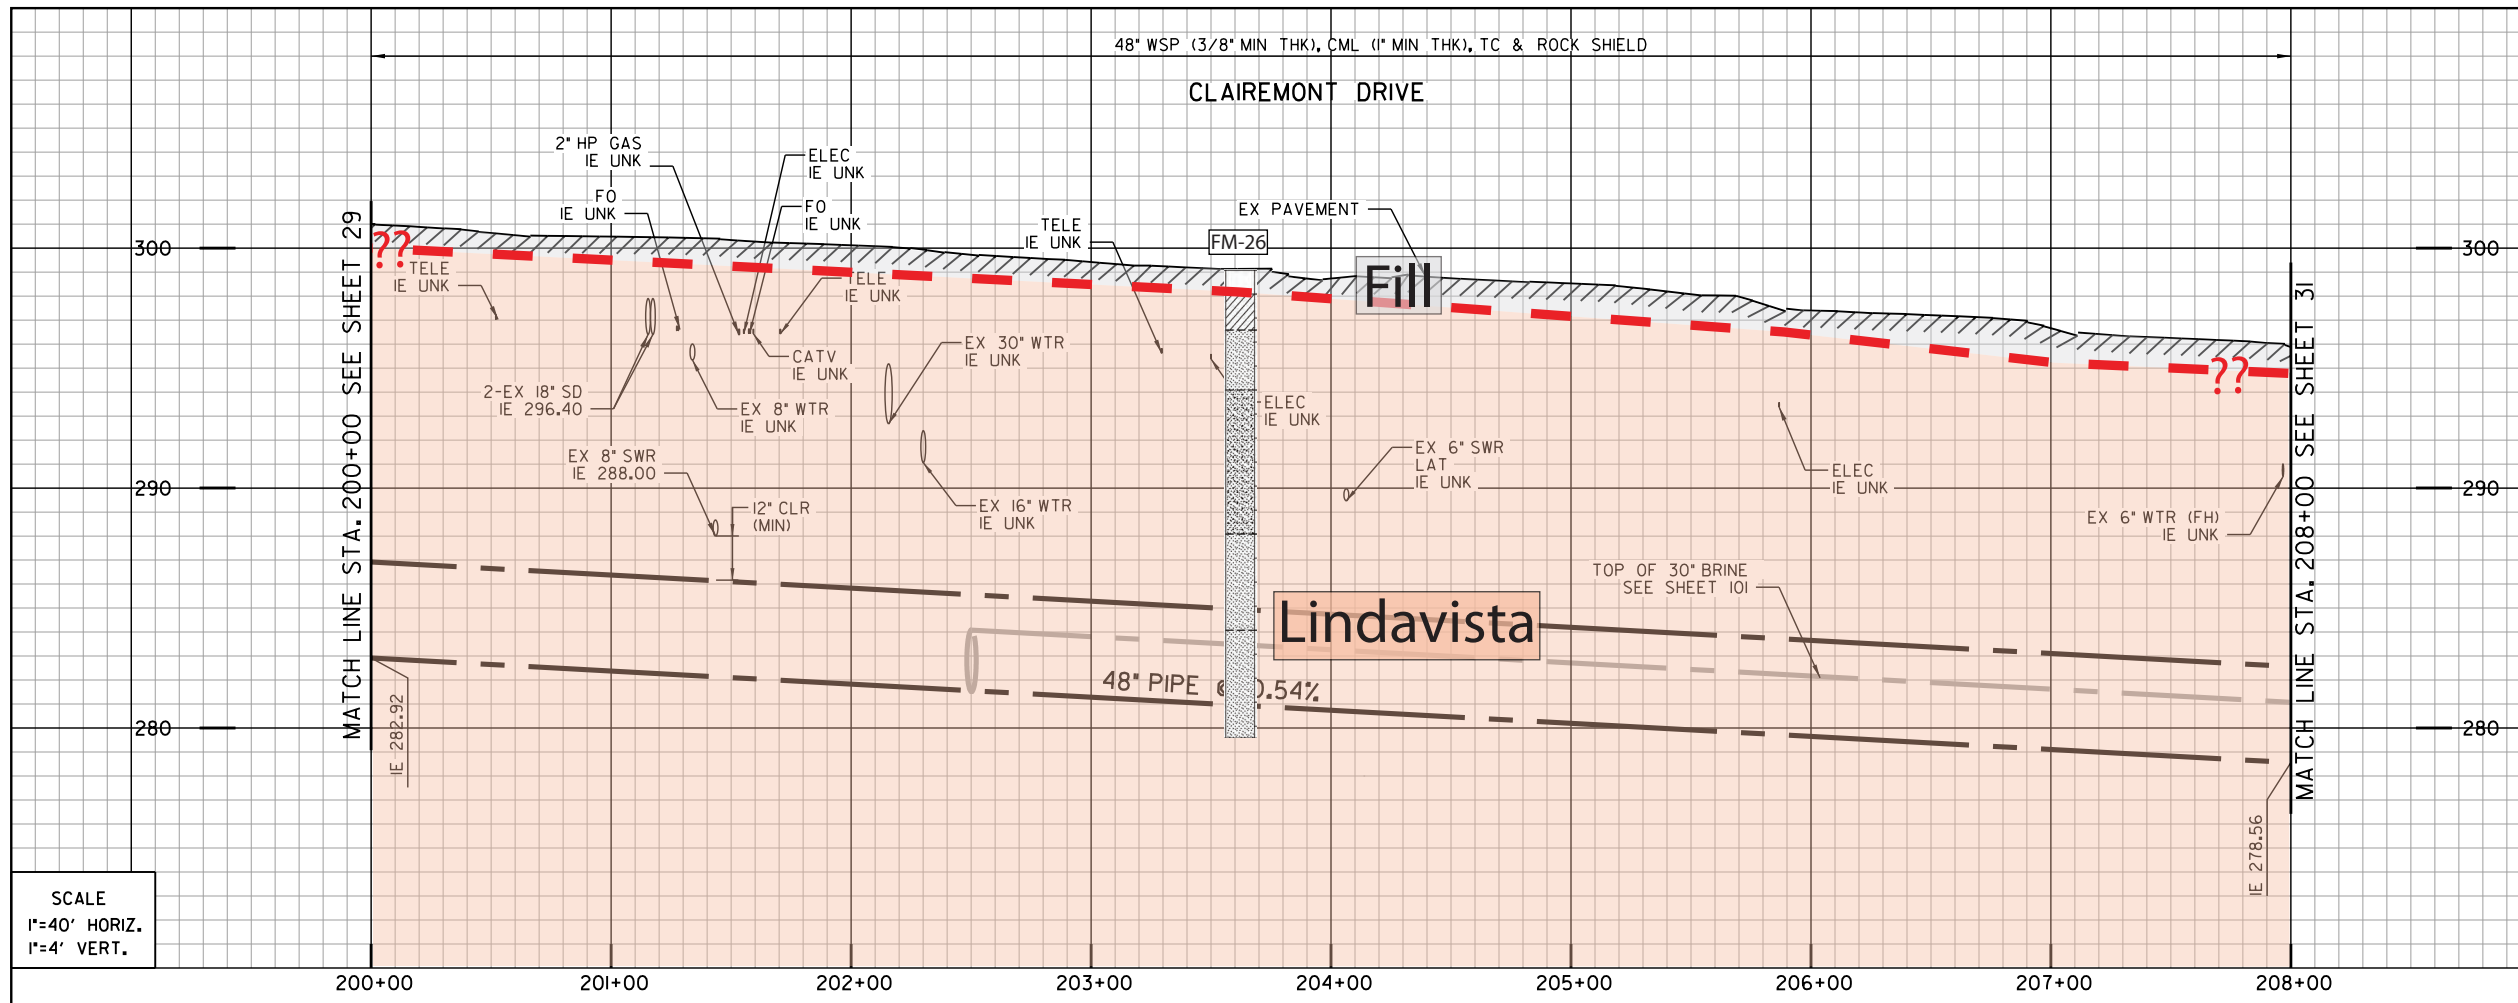 48" WSP (3/8" MIN THK), CML (1" MIN THK), TC & ROCK SHIELD
CLAIREMONT DRIVE
2" HP GAS
IE UNK
ELEC
IE UNK
FO
IE UNK
FO
IE UNK
TELE
IE UNK
EX PAVEMENT
FM-26
MATCH LINE STA. 200+00 SEE SHEET 29
MATCH LINE STA. 208+00 SEE SHEET 31
300
300
??
TELE
IE UNK
TELE
IE UNK
Fill
CATV
IE UNK
EX 30" WTR
IE UNK
??
2-EX 18" SD
IE 296.40
EX 8" WTR
IE UNK
ELEC
IE UNK
EX 8" SWR
IE 288.00
EX 6" SWR
LAT
IE UNK
ELEC
IE UNK
290
290
12" CLR
(MIN)
EX 16" WTR
IE UNK
EX 6" WTR (FH)
IE UNK
TOP OF 30" BRINE
SEE SHEET 101
Lindavista
48" PIPE @ 0.54%
IE 282.92
280
280
IE 278.56
SCALE
1"=40' HORIZ.
1"=4' VERT.
200+00
201+00
202+00
203+00
204+00
205+00
206+00
207+00
208+00